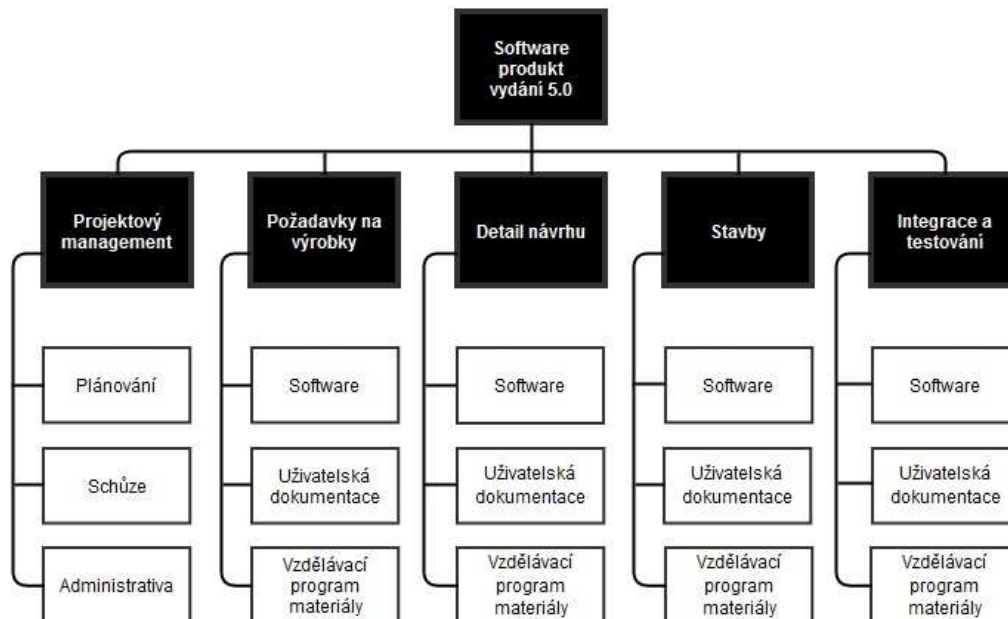 Software
produkt
vydání 5.0
Projektový
management
Požadavky na
výrobky
Detail návrhu
Stavby
Integrace a
testování
Plánování
Software
Software
Software
Software
Schůze
Uživatelská
dokumentace
Uživatelská
dokumentace
Uživatelská
dokumentace
Uživatelská
dokumentace
Administrativa
Vzdělávací
program
materiály
Vzdělávací
program
materiály
Vzdělávací
program
materiály
Vzdělávací
program
materiály